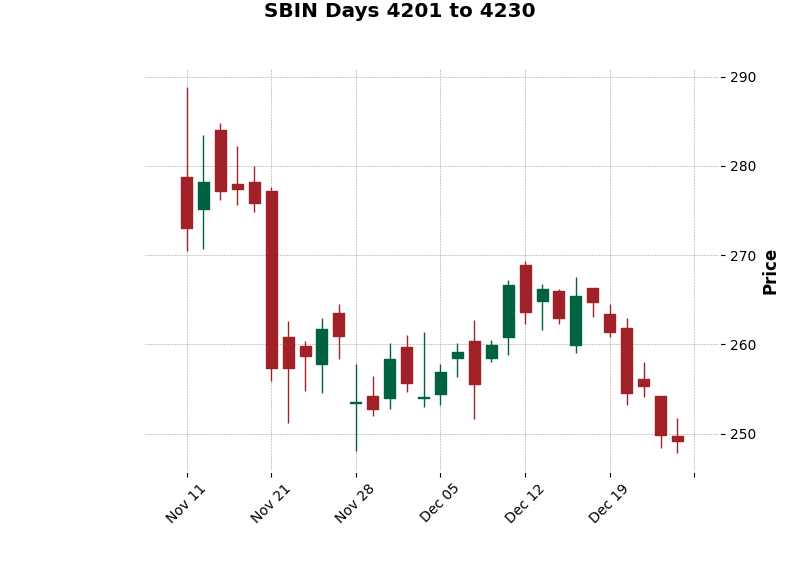 SBIN Days 4201 to 4230
290
280
270
260
250
Price
Nov 11
Nov 21
Nov 28
Dec 05
Dec 12
Dec 19